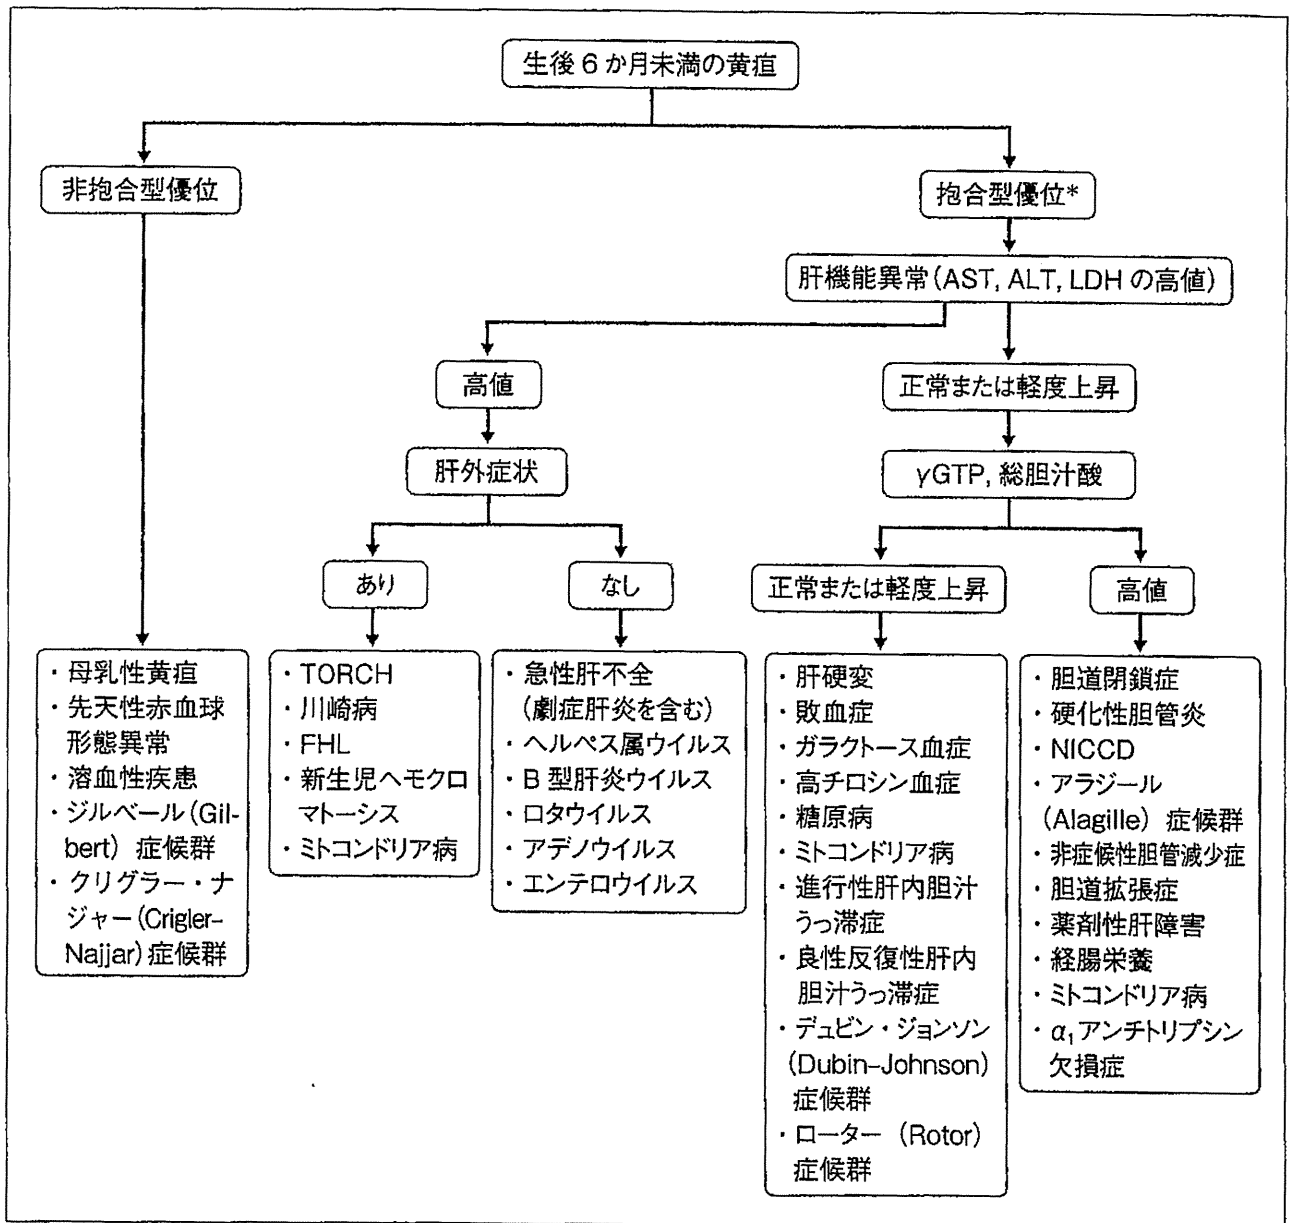 生後6か月未満の黄疸
非抱合型優位
抱合型優位*
肝機能異常(AST, ALT, LDH の高値)
高値
正常または軽度上昇
肝外症状
γGTP, 総胆汁酸
あり
なし
正常または軽度上昇
高値
・母乳性黄疸
・先天性赤血球
形態異常
・溶血性疾患
・ジルベール(Gil-
bert) 症候群
・クリグラー・ナ
ジャー(Crigler-
Najjar)症候群
・TORCH
・川崎病
・FHL
・新生児ヘモクロ
マトーシス
・ミトコンドリア病
・急性肝不全
(劇症肝炎を含む)
・ヘルペス属ウイルス
・B 型肝炎ウイルス
・ロタウイルス
・アデノウイルス
・エンテロウイルス
・肝硬変
・敗血症
・ガラクトース血症
・高チロシン血症
・糖原病
・ミトコンドリア病
・進行性肝内胆汁
うっ滞症
・良性反復性肝内
胆汁うっ滞症
・デュビン・ジョンソン
(Dubin-Johnson)
症候群
・ローター (Rotor)
症候群
・胆道閉鎖症
・硬化性胆管炎
・NICCD
・アラジール
(Alagille) 症候群
・非症候性胆管減少症
・胆道拡張症
・薬剤性肝障害
・経腸栄養
・ミトコンドリア病
・α₁アンチトリプシン
欠損症